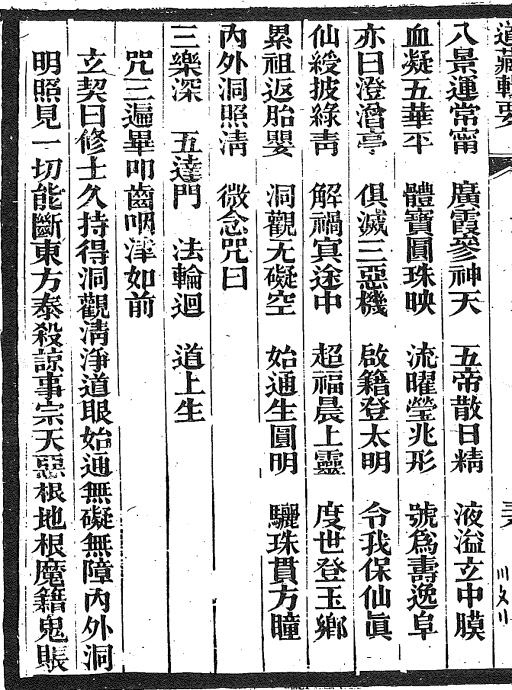 道藏輯要
八景運常甯　廣霞參神天　五帝散日精　液溢玄中膜
血凝五華平　體寶圓珠映　流曜瑩兆形　號爲壽逸阜
亦曰澄滑亭　俱滅三惡機　啟籍登太明　令我保仙眞
仙綬披綠靑　解禍冥途中　超福晨上靈　度世登玉鄉
累祖返胎嬰　洞觀无礙空　始通生圓明　驪珠貫方瞳
內外洞照淸　微念咒曰
三樂深　五達門　法輪迴　道上生
咒三遍畢叩齒咽津如前
玄契曰修士久持得洞觀淸淨道眼始通無礙無障內外洞
明照見一切能斷東方泰殺諒事宗天惡根地根魔籍鬼賬